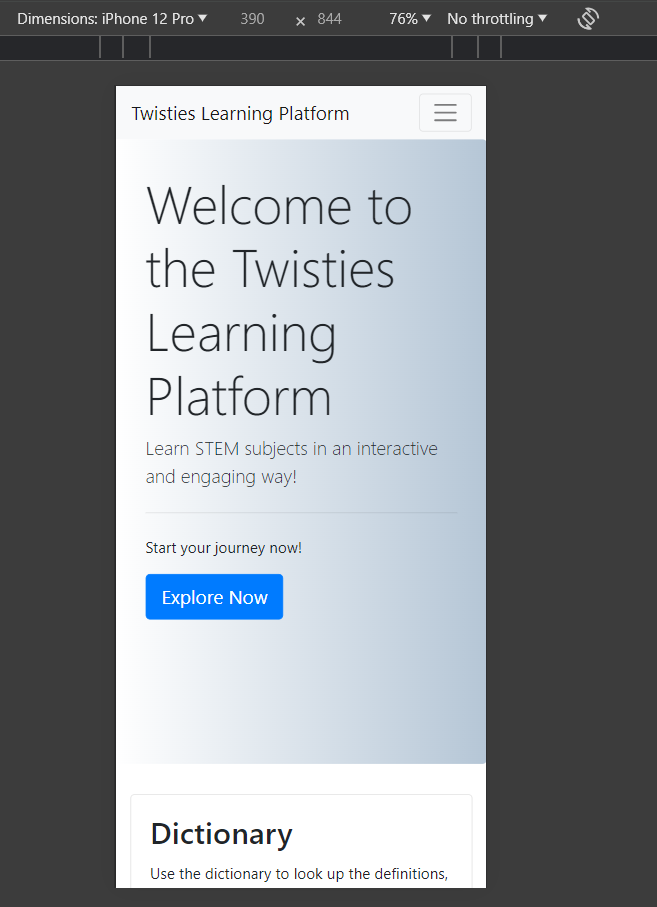 Dimensions: iPhone 12 Pro ▼ 390 × 844 76% ▼ No throttling ▼
Twisties Learning Platform
Welcome to
the Twisties
Learning
Platform
Learn STEM subjects in an interactive
and engaging way!
Start your journey now!
Explore Now
Dictionary
Use the dictionary to look up the definitions,